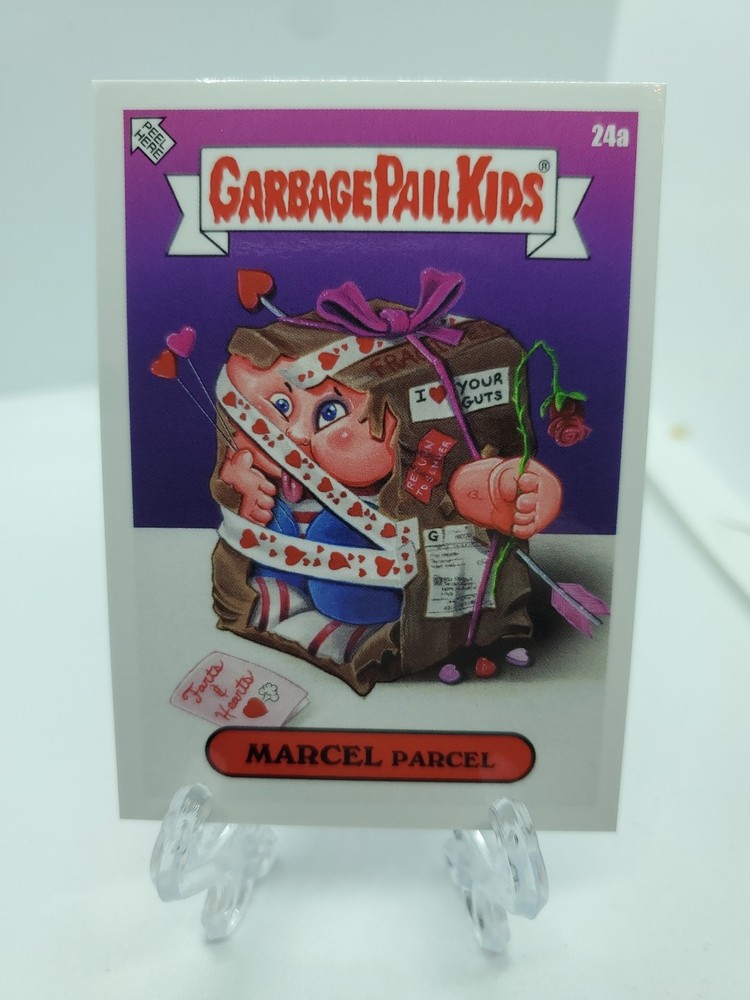 PEEL
HERE
24a
GARBAGE PAIL KIDS®
I ♥ YOUR
GUTS
RETURN
TO SENDER
G
Farts
&
Hearts
MARCEL PARCEL